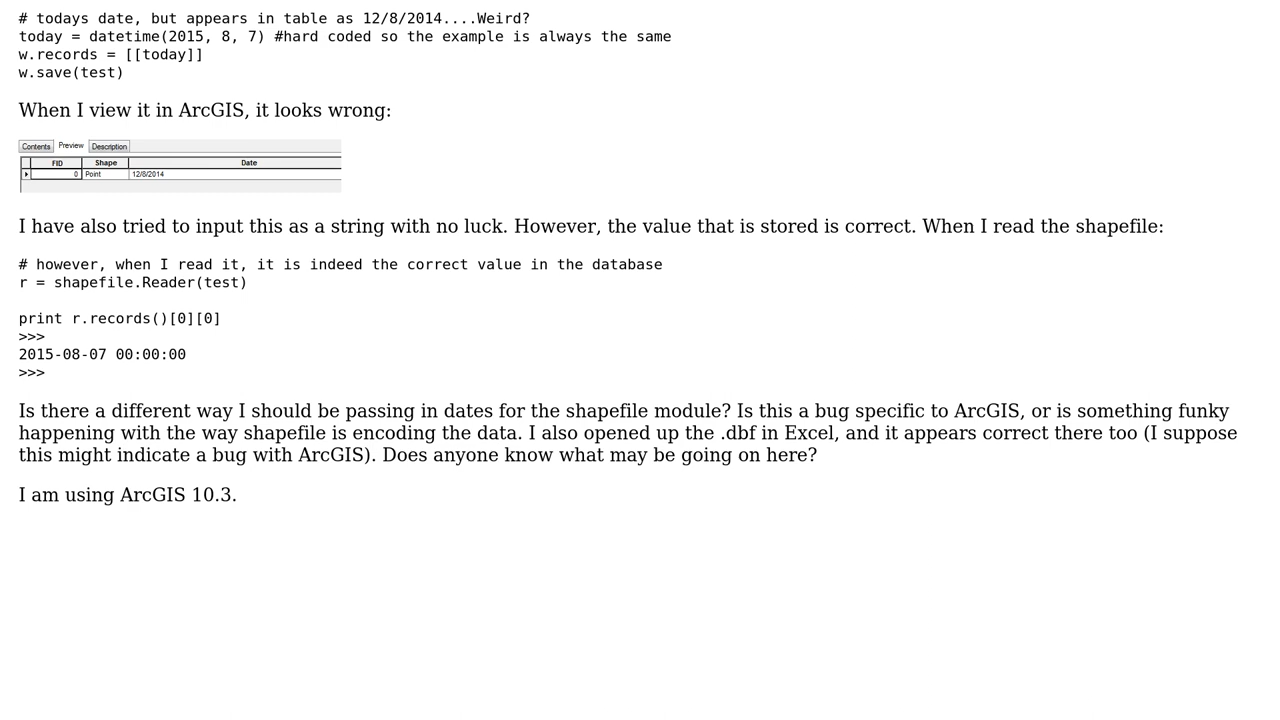 # todays date, but appears in table as 12/8/2014....Weird?
today = datetime(2015, 8, 7) #hard coded so the example is always the same
w.records = [[today]]
w.save(test)
When I view it in ArcGIS, it looks wrong:
Contents Preview Description
FID Shape Date
0 Point 12/8/2014
I have also tried to input this as a string with no luck. However, the value that is stored is correct. When I read the shapefile:
# however, when I read it, it is indeed the correct value in the database
r = shapefile.Reader(test)
print r.records()[0][0]
>>>
2015-08-07 00:00:00
>>>
Is there a different way I should be passing in dates for the shapefile module? Is this a bug specific to ArcGIS, or is something funky
happening with the way shapefile is encoding the data. I also opened up the .dbf in Excel, and it appears correct there too (I suppose
this might indicate a bug with ArcGIS). Does anyone know what may be going on here?
I am using ArcGIS 10.3.